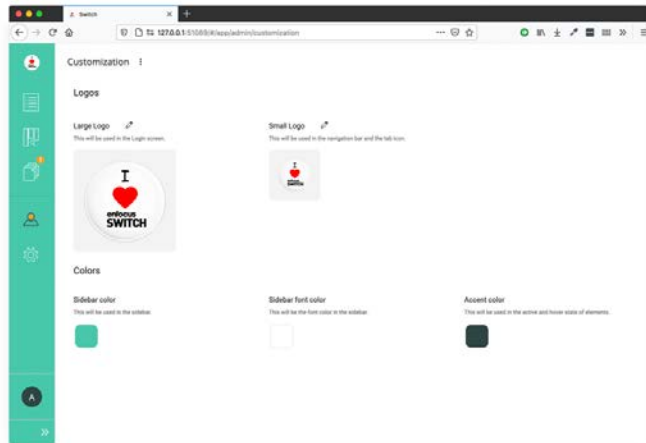 Switch
127.0.0.1:51089/#/app/admin/customization
Customization
Logos
Large Logo
This will be used in the Login screen.
Small Logo
This will be used in the navigation bar and the tab icon.
I
enfocus
SWITCH
I
enfocus
SWITCH
Colors
Sidebar color
This will be used in the sidebar.
Sidebar font color
This will be the font color in the sidebar.
Accent color
This will be used in the active and hover state of elements.
A